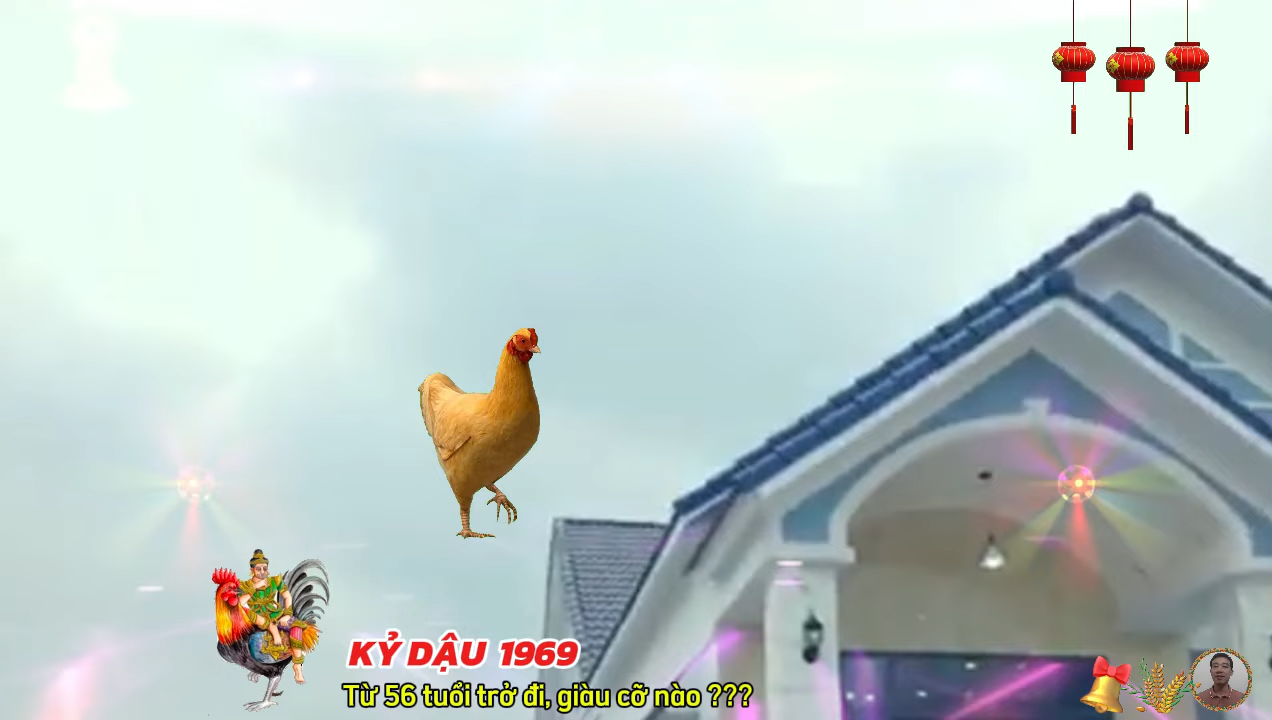 KỶ DẬU 1969
Từ 56 tuổi trở đi, giàu cỡ nào ???